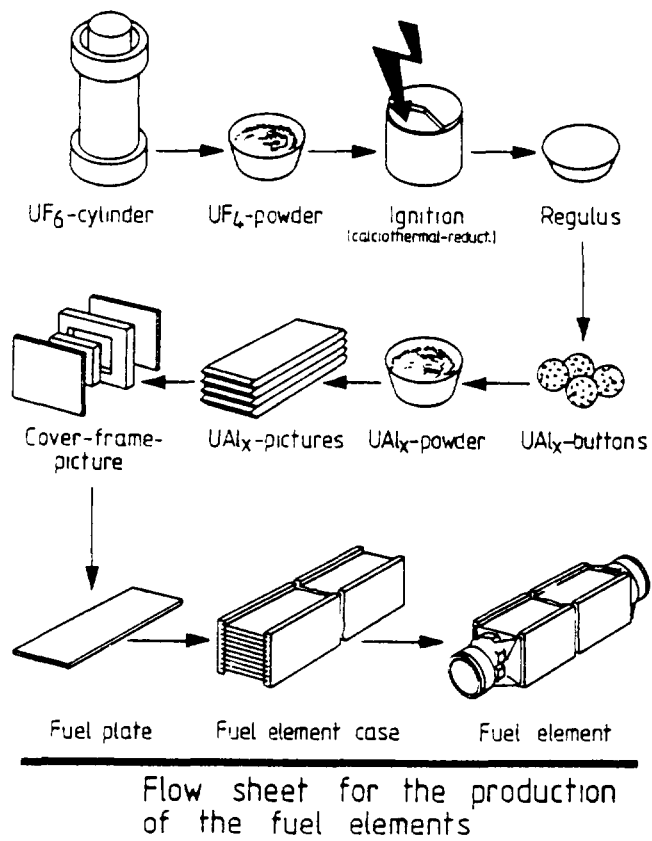 UF6-cylinder
UF4-powder
Ignition
(calciothermal-reduct.)
Regulus
Cover-frame-
picture
UAlx-pictures
UAlx-powder
UAlx-buttons
Fuel plate
Fuel element case
Fuel element
Flow sheet for the production
of the fuel elements